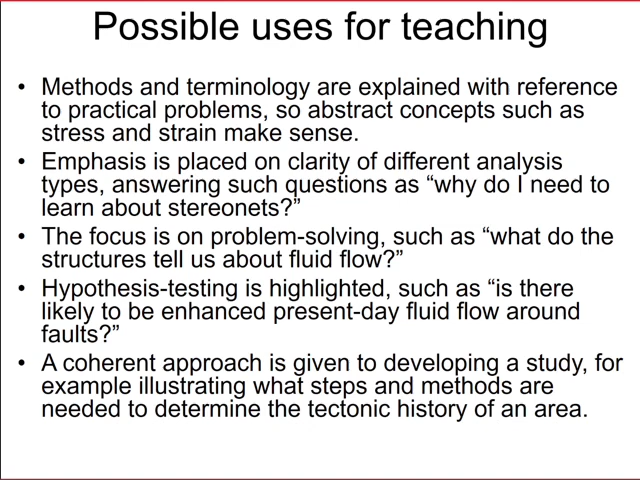 Possible uses for teaching
• Methods and terminology are explained with reference
to practical problems, so abstract concepts such as
stress and strain make sense.
• Emphasis is placed on clarity of different analysis
types, answering such questions as “why do I need to
learn about stereonets?”
• The focus is on problem-solving, such as “what do the
structures tell us about fluid flow?”
• Hypothesis-testing is highlighted, such as “is there
likely to be enhanced present-day fluid flow around
faults?”
• A coherent approach is given to developing a study, for
example illustrating what steps and methods are
needed to determine the tectonic history of an area.